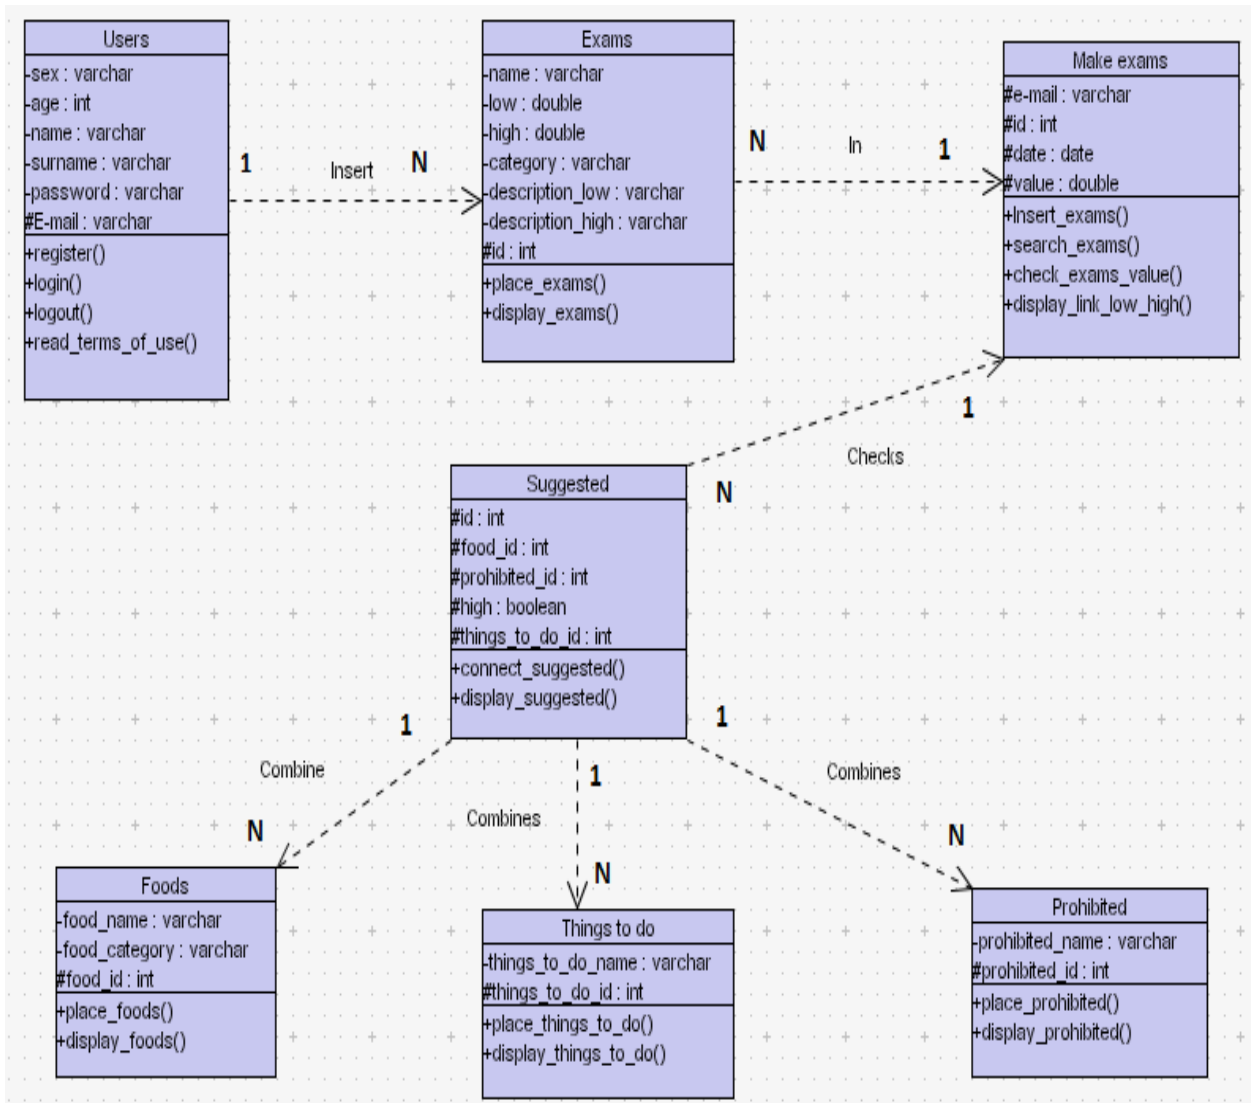 Users
-sex : varchar
-age : int
-name : varchar
-surname : varchar
-password : varchar
#E-mail : varchar
+register()
+login()
+logout()
+read_terms_of_use()
1
Insert
N
Exams
-name : varchar
-low : double
-high : double
-category : varchar
-description_low : varchar
-description_high : varchar
#id : int
+place_exams()
+display_exams()
N
In
1
Make exams
#e-mail : varchar
#id : int
#date : date
#value : double
+Insert_exams()
+search_exams()
+check_exams_value()
+display_link_low_high()
1
Checks
N
Suggested
#id : int
#food_id : int
#prohibited_id : int
#high : boolean
#things_to_do_id : int
+connect_suggested()
+display_suggested()
1
Combine
N
1
Combines
N
1
Combines
N
Foods
-food_name : varchar
-food_category : varchar
#food_id : int
+place_foods()
+display_foods()
Things to do
-things_to_do_name : varchar
#things_to_do_id : int
+place_things_to_do()
+display_things_to_do()
Prohibited
-prohibited_name : varchar
#prohibited_id : int
+place_prohibited()
+display_prohibited()